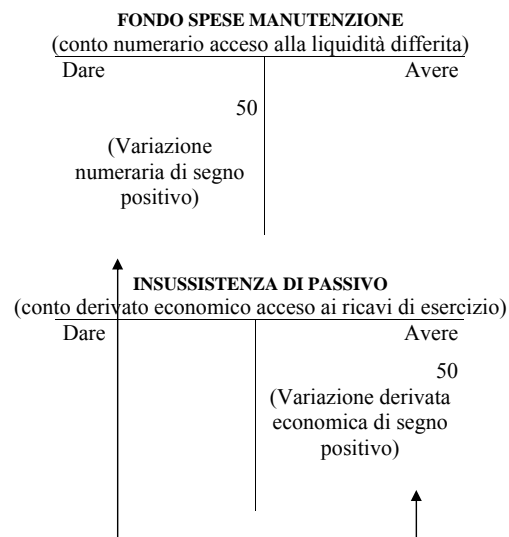 FONDO SPESE MANUTENZIONE
(conto numerario acceso alla liquidità differita)
Dare Avere
50
(Variazione
numeraria di segno
positivo)
INSUSSISTENZA DI PASSIVO
(conto derivato economico acceso ai ricavi di esercizio)
Dare Avere
50
(Variazione derivata
economica di segno
positivo)